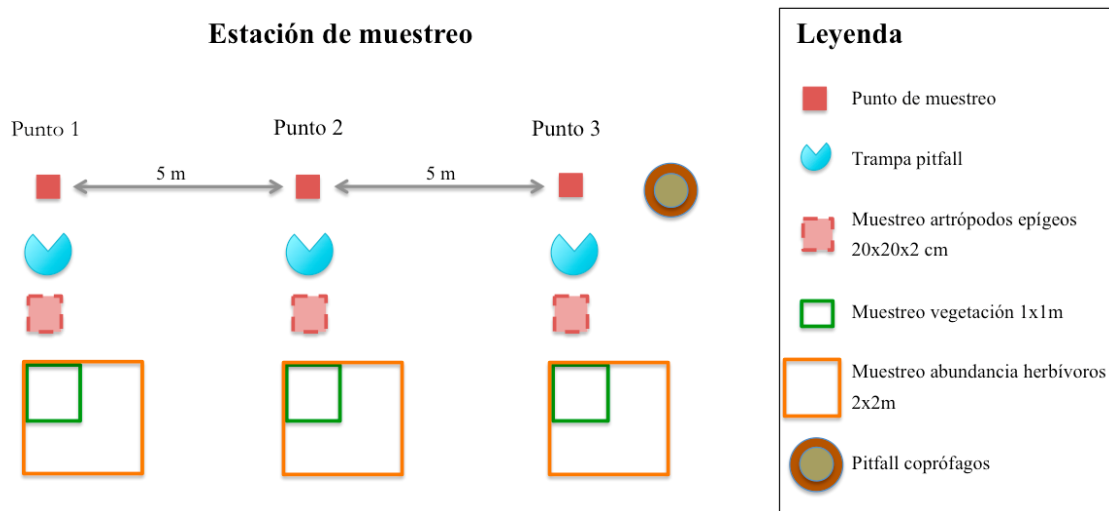 Estación de muestreo
Punto 1
Punto 2
Punto 3
5 m
5 m
Leyenda
Punto de muestreo
Trampa pitfall
Muestreo artrópodos epígeos
20x20x2 cm
Muestreo vegetación 1x1m
Muestreo abundancia herbívoros
2x2m
Pitfall coprófagos